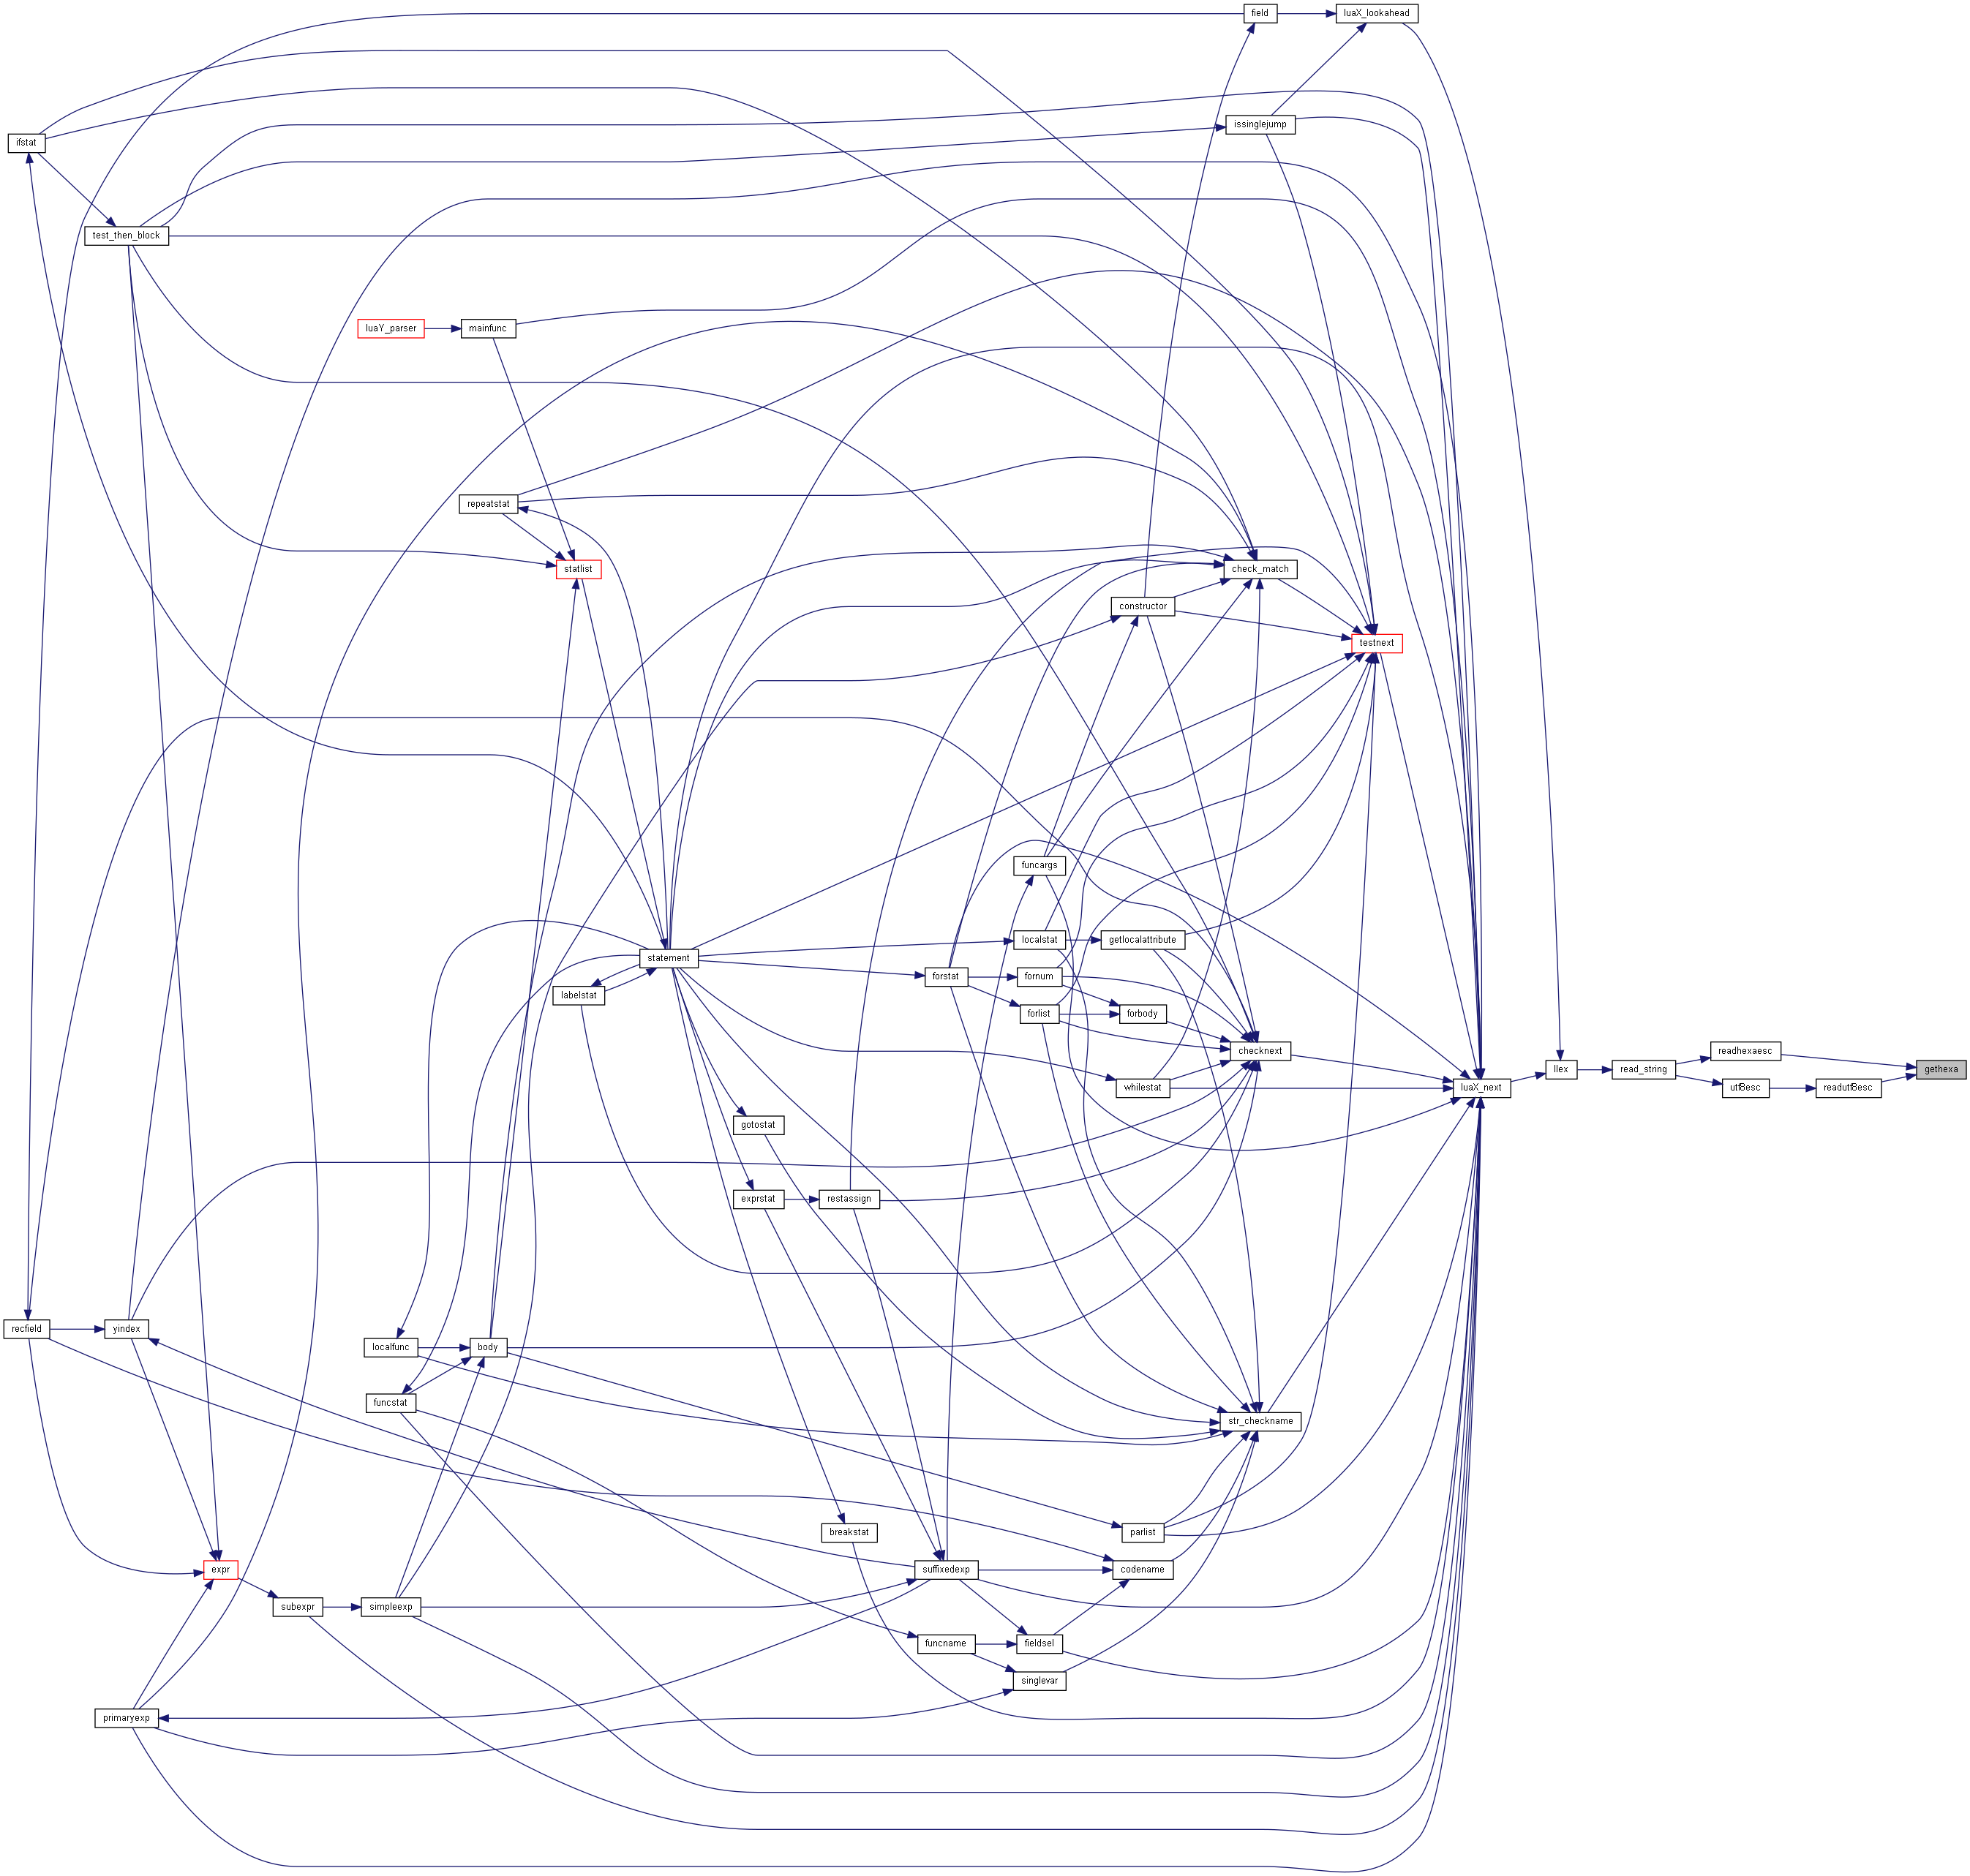 field
luaX_lookahead
issinglejump
ifstat
test_then_block
luaY_parser
mainfunc
repeatstat
statlist
check_match
constructor
testnext
funcargs
localstat
getlocalattribute
statement
forstat
fornum
labelstat
forlist
forbody
checknext
readhexaesc
gethexa
llex
read_string
whilestat
luaX_next
utf8esc
readutf8esc
gotostat
exprstat
restassign
recfield
yindex
localfunc
body
funcstat
str_checkname
breakstat
parlist
expr
suffixedexp
codename
subexpr
simpleexp
funcname
fieldsel
singlevar
primaryexp